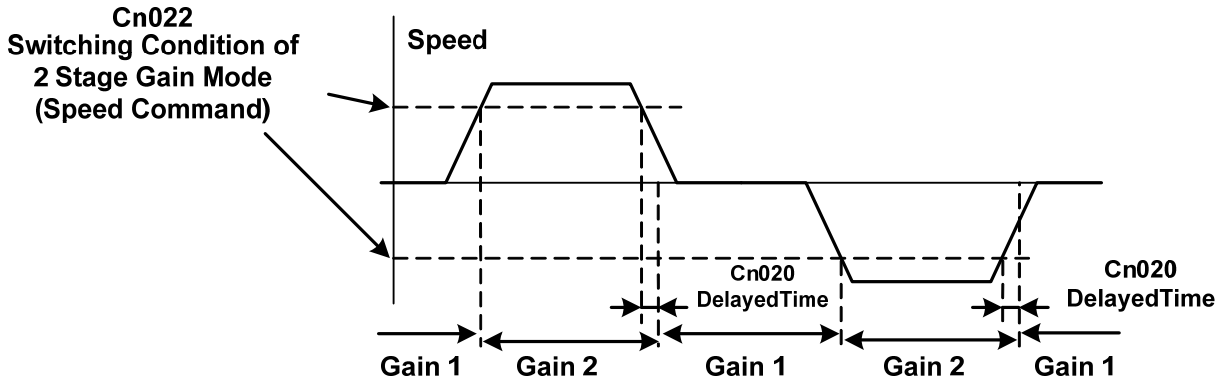 Cn022
Switching Condition of
2 Stage Gain Mode
(Speed Command)
Speed
Cn020
DelayedTime
Cn020
DelayedTime
Gain 1
Gain 2
Gain 1
Gain 2
Gain 1